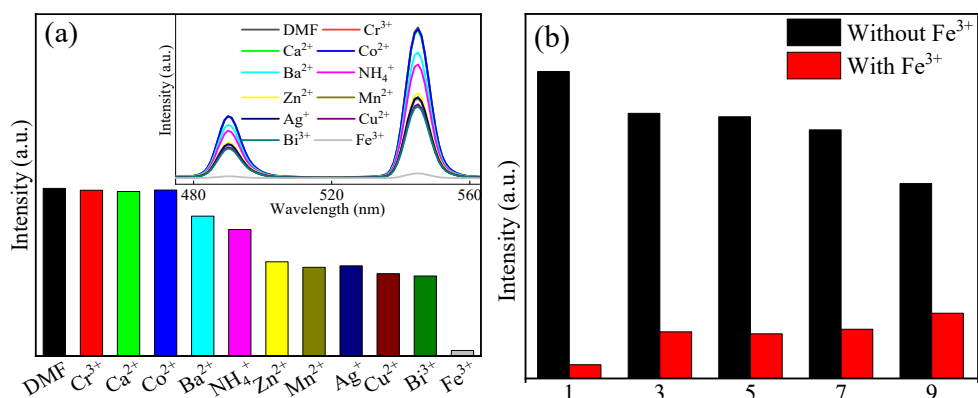 (a)
Intensity (a.u.)
DMF Cr³⁺
Ca²⁺ Co²⁺
Ba²⁺ NH₄⁺
Zn²⁺ Mn²⁺
Ag⁺ Cu²⁺
Bi³⁺ Fe³⁺
Intensity (a.u.)
480 520 560
Wavelength (nm)
DMF Cr³⁺ Ca²⁺ Co²⁺ Ba²⁺ NH₄⁺ Zn²⁺ Mn²⁺ Ag⁺ Cu²⁺ Bi³⁺ Fe³⁺
(b)
Without Fe³⁺
With Fe³⁺
Intensity (a.u.)
1 3 5 7 9